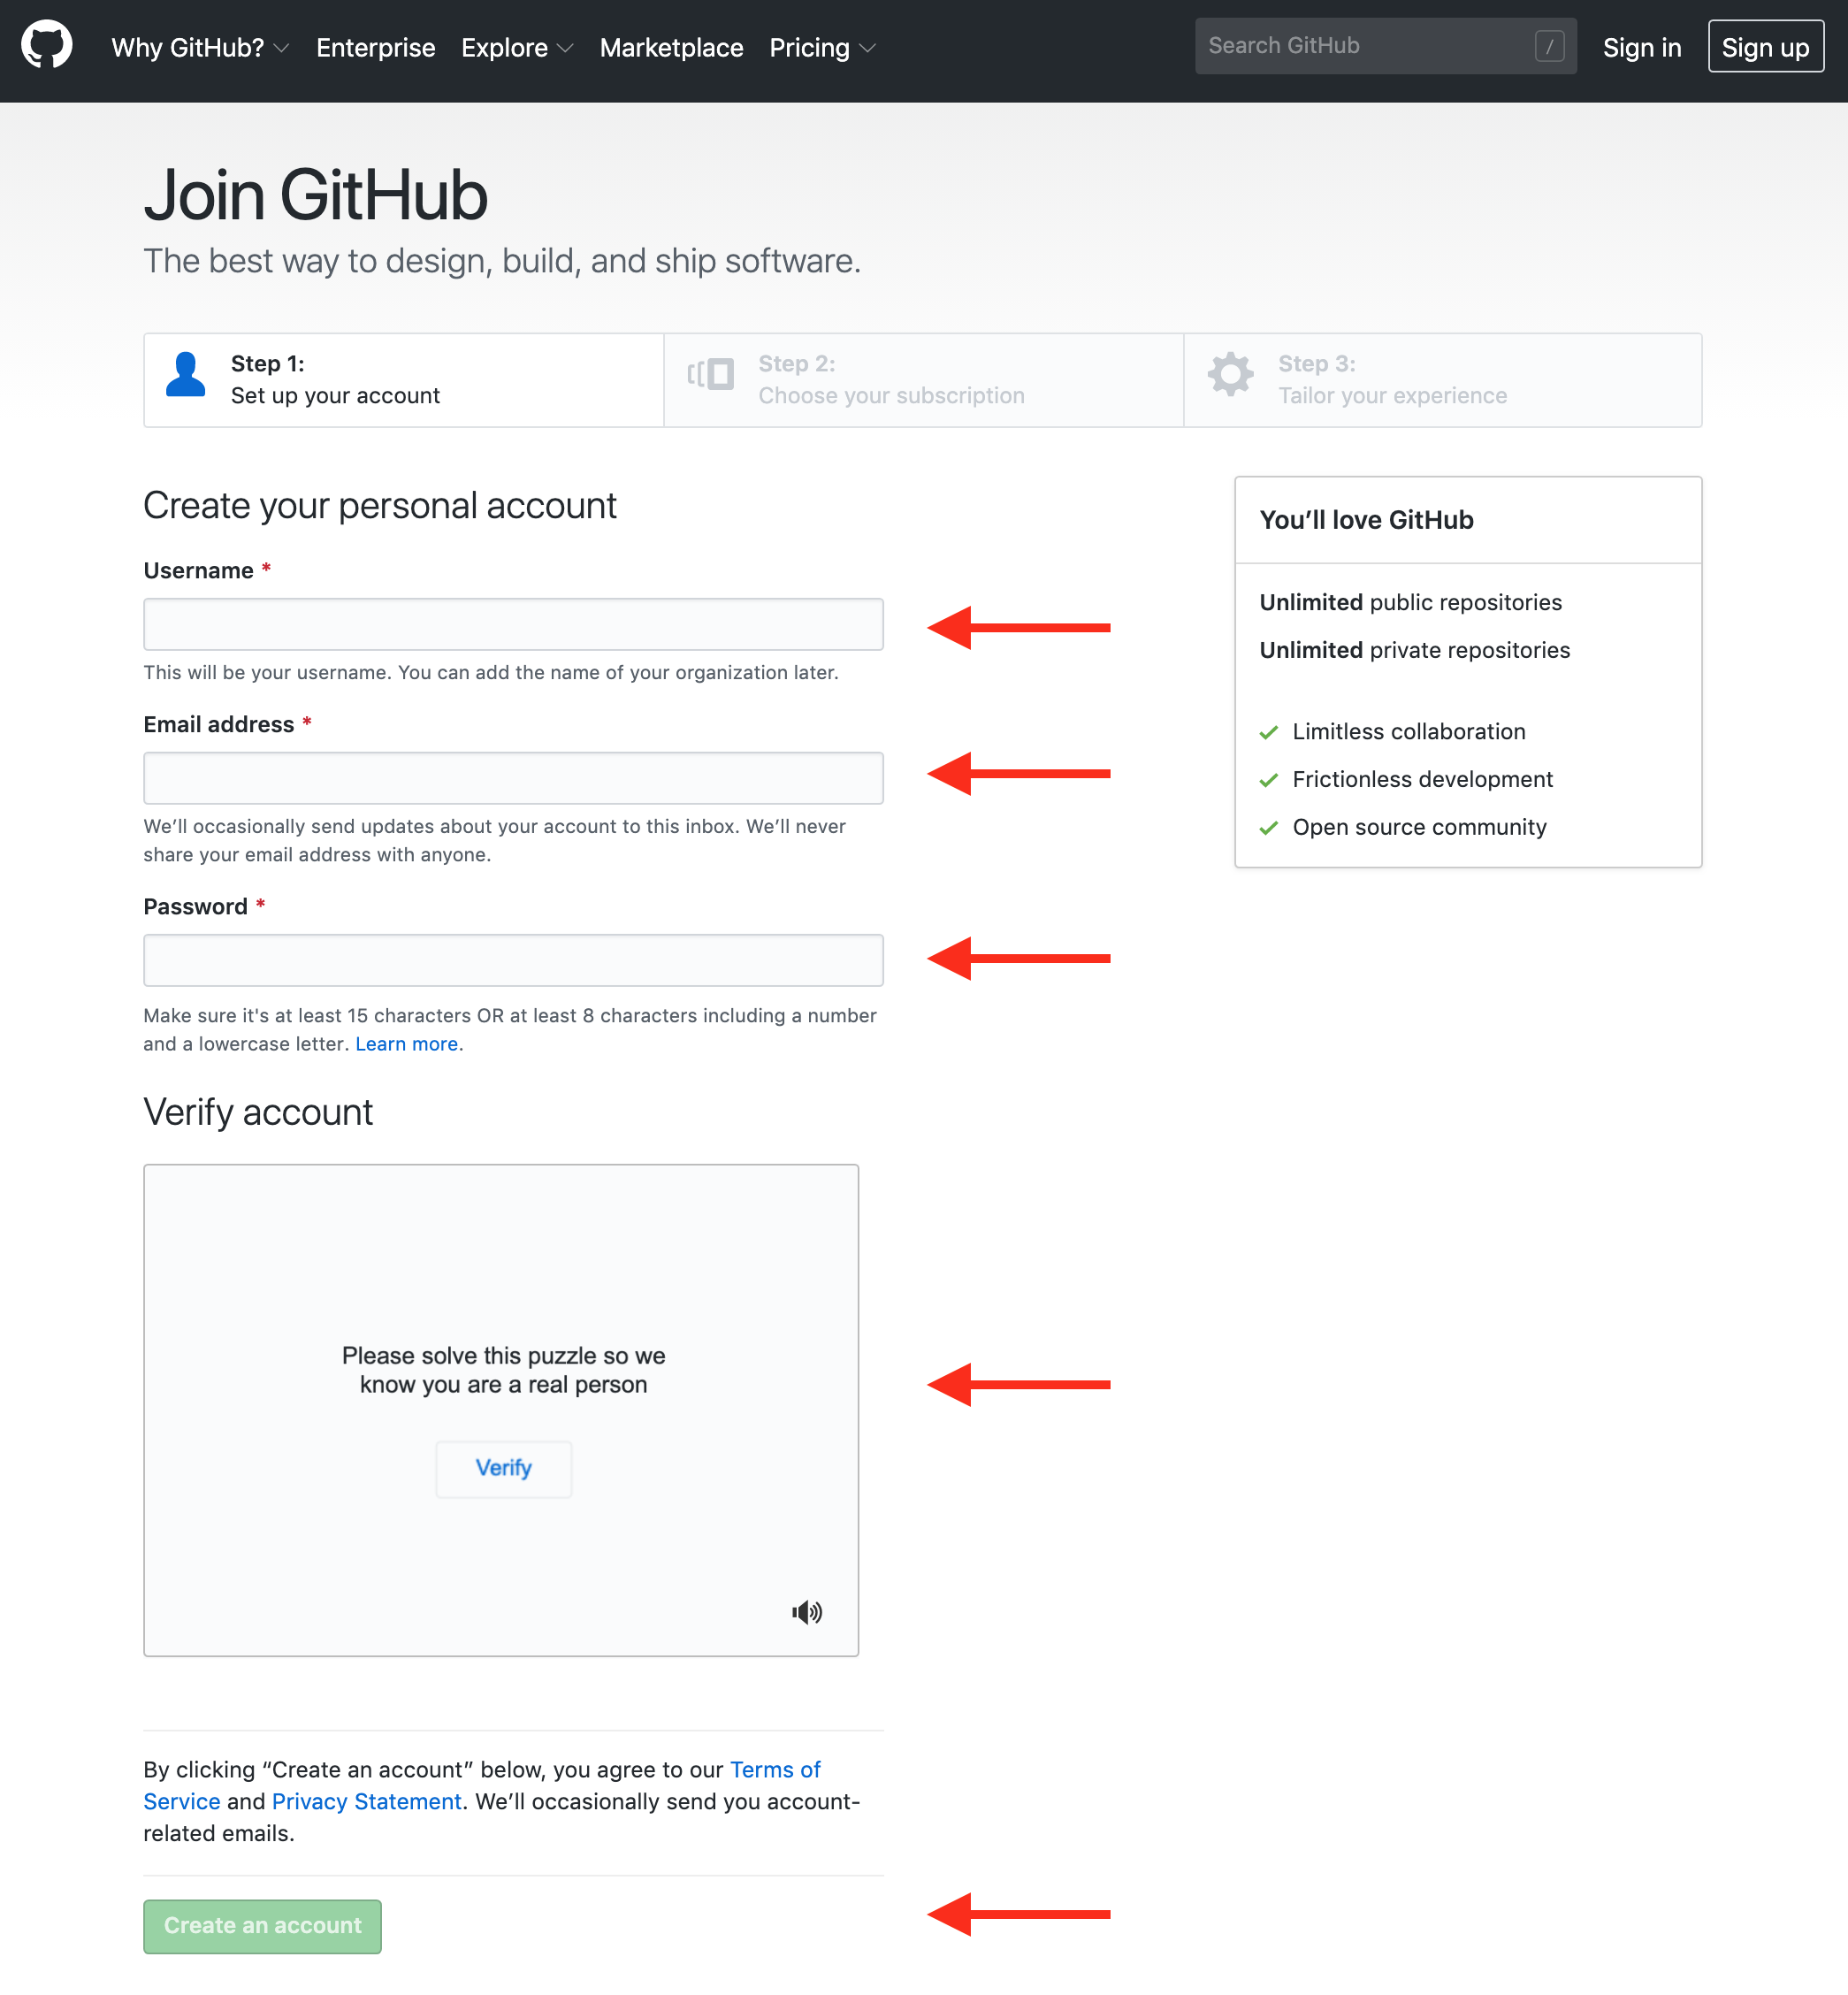 Why GitHub? Enterprise Explore Marketplace Pricing Search GitHub / Sign in Sign up
Join GitHub
The best way to design, build, and ship software.
Step 1:
Set up your account
Step 2:
Choose your subscription
Step 3:
Tailor your experience
Create your personal account
Username *
This will be your username. You can add the name of your organization later.
Email address *
We’ll occasionally send updates about your account to this inbox. We’ll never
share your email address with anyone.
Password *
Make sure it's at least 15 characters OR at least 8 characters including a number
and a lowercase letter. Learn more.
You’ll love GitHub
Unlimited public repositories
Unlimited private repositories
Limitless collaboration
Frictionless development
Open source community
Verify account
Please solve this puzzle so we
know you are a real person
Verify
By clicking “Create an account” below, you agree to our Terms of
Service and Privacy Statement. We’ll occasionally send you account-
related emails.
Create an account